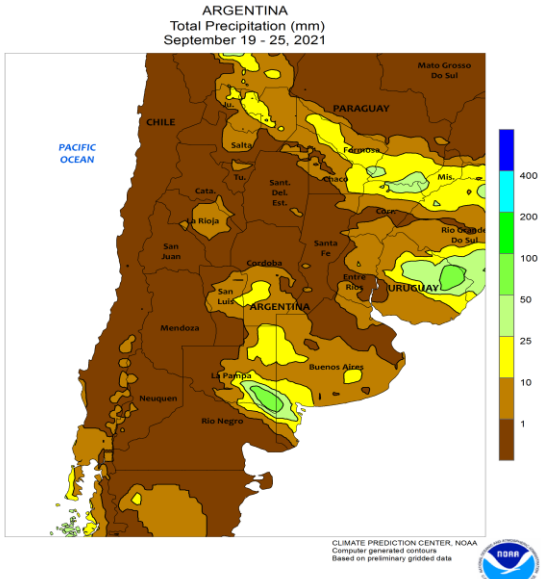 ARGENTINA
Total Precipitation (mm)
September 19 - 25, 2021
Mato Grosso
Do Sul
Ju.
PARAGUAY
CHILE
PACIFIC
OCEAN
Salta
Formosa
Tu.
Chaco
Mis.
Cata.
Sant.
Del.
Est.
La Rioja
Corr.
Rio Grande
Do Sul
San
Juan
Santa
Fe
Cordoba
Entre
Rios
URUGUAY
San
Luis
ARGENTINA
Mendoza
La Pampa
Buenos Aires
Neuquen
Rio Negro
400
200
100
50
25
10
1
CLIMATE PREDICTION CENTER, NOAA
Computer generated contours
Based on preliminary gridded data
NOAA